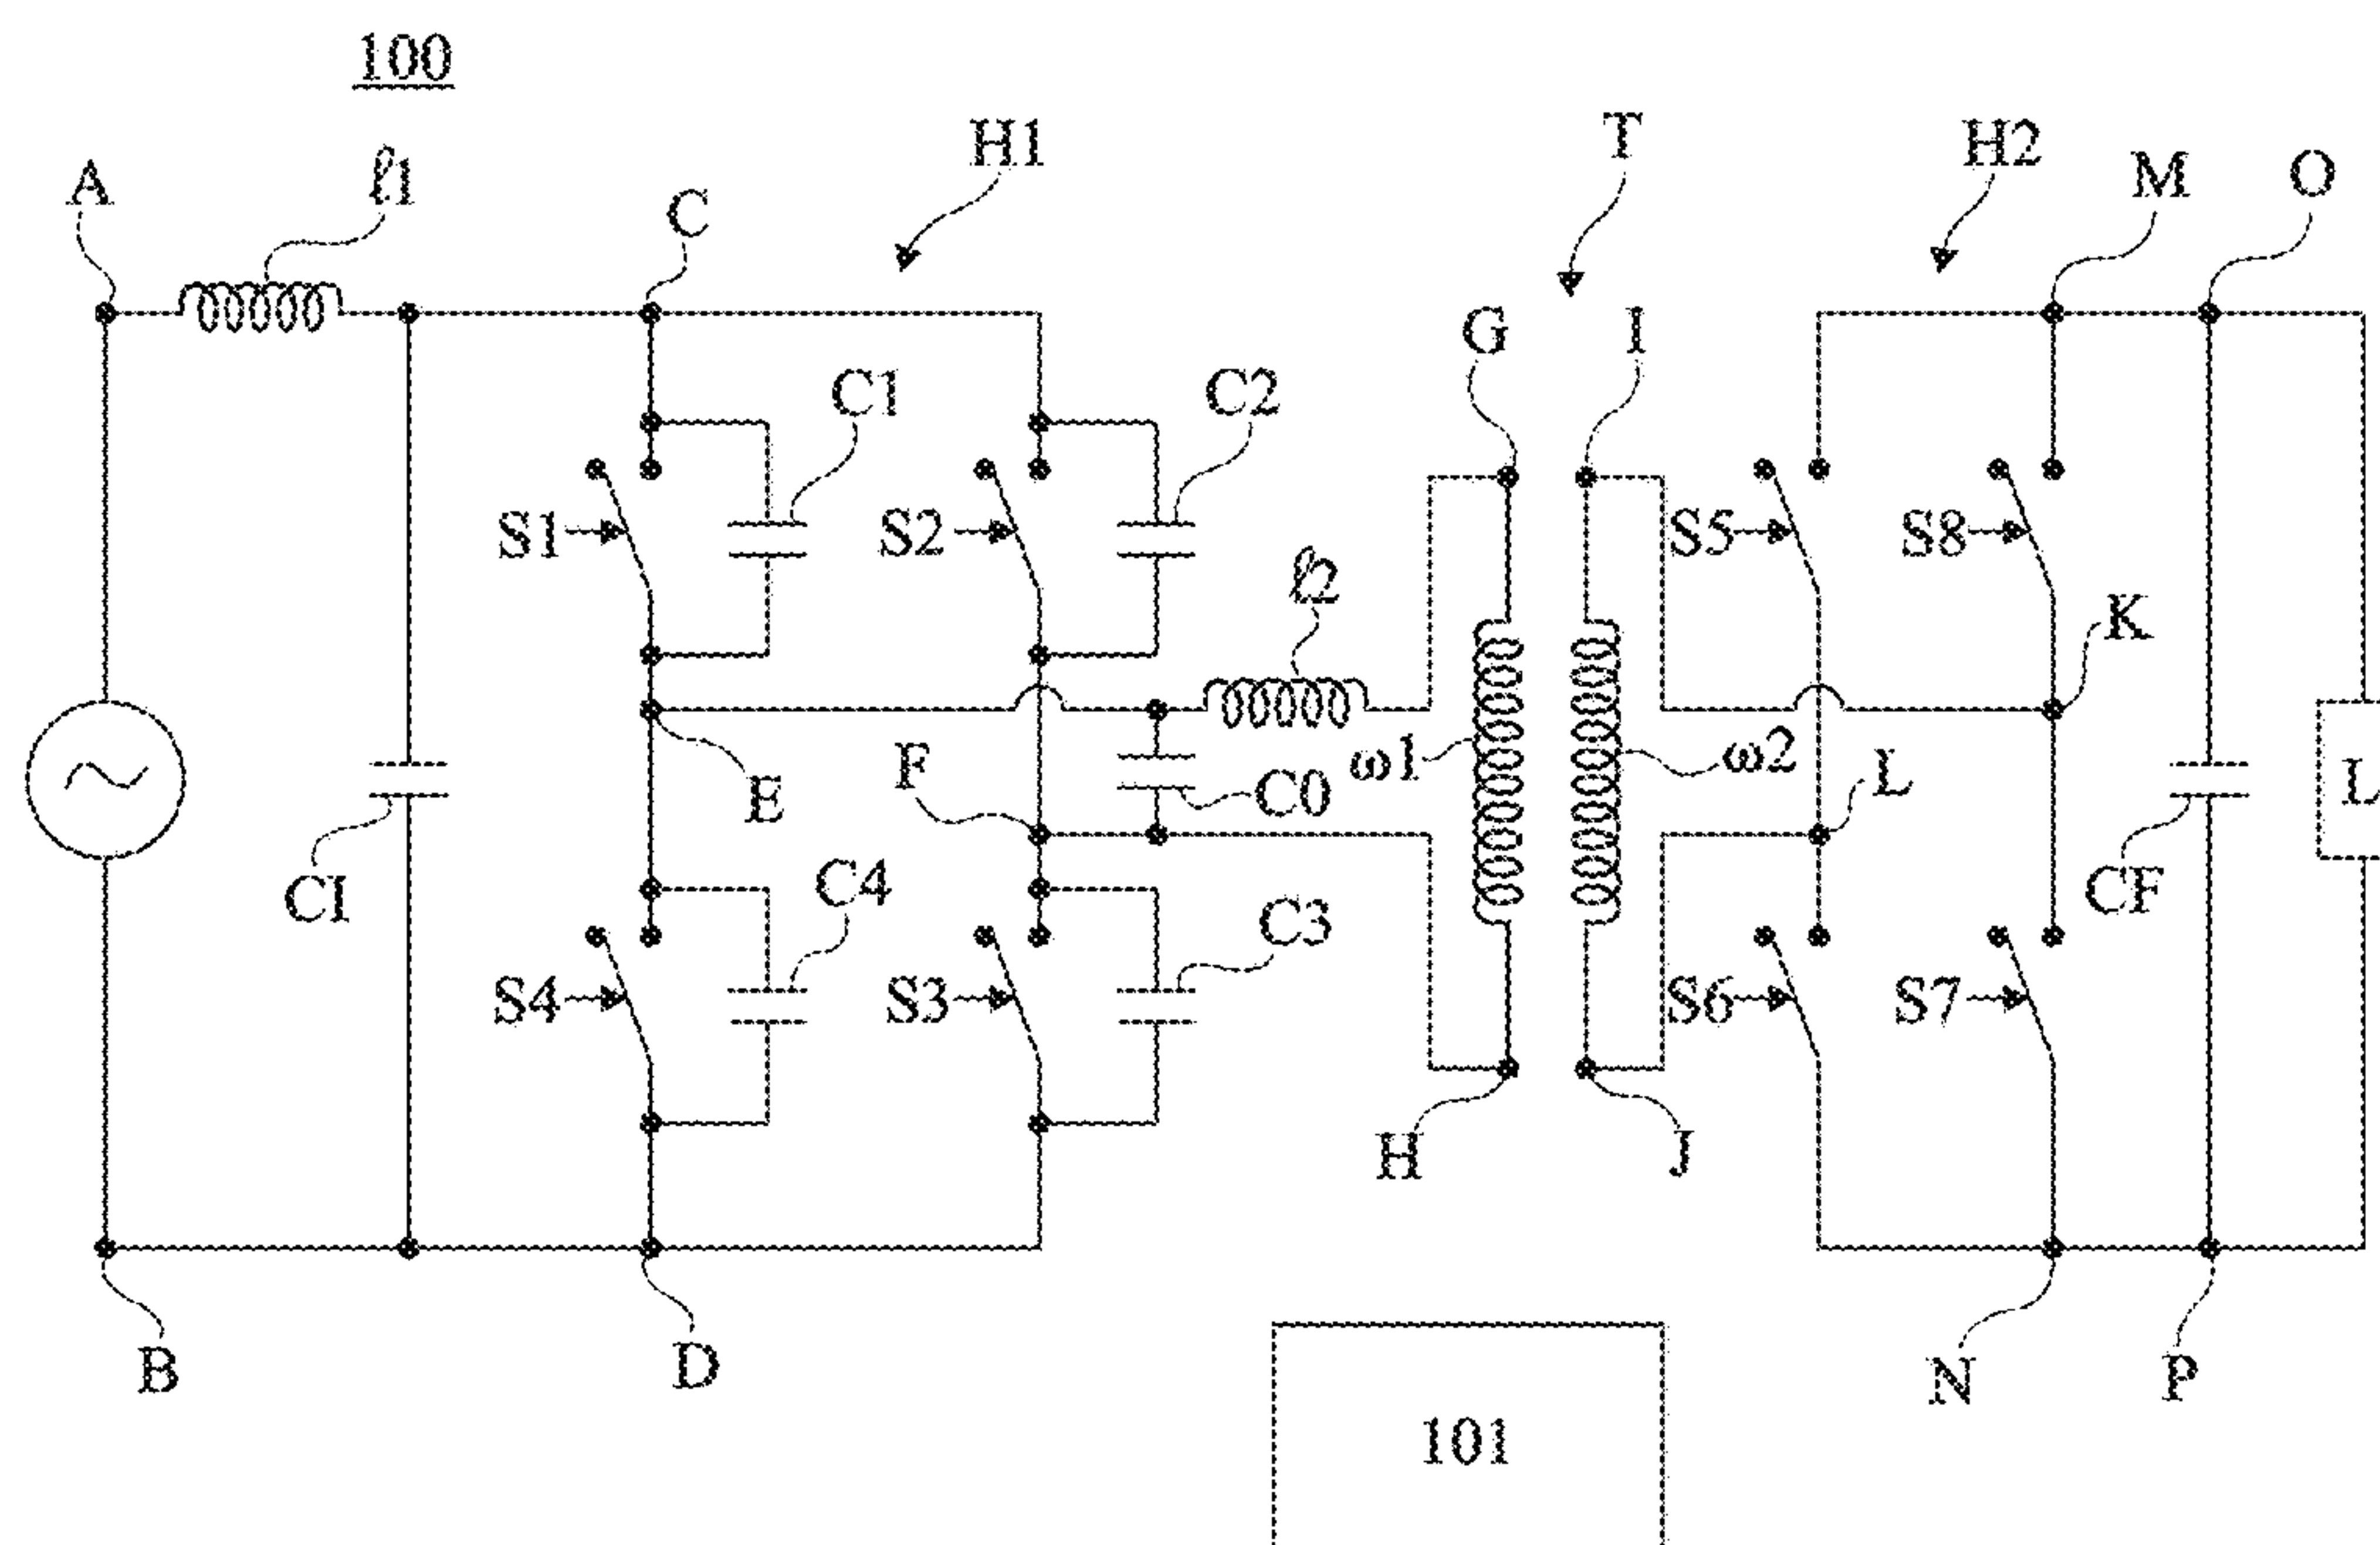 100
A
ℓ1
C
H1
T
H2
M
O
G
I
C1
C2
S1
S2
S5
S8
ℓ2
K
E
F
C0
ω1
ω2
L
L
CI
C4
C3
CF
S4
S3
S6
S7
H
J
B
D
N
P
101